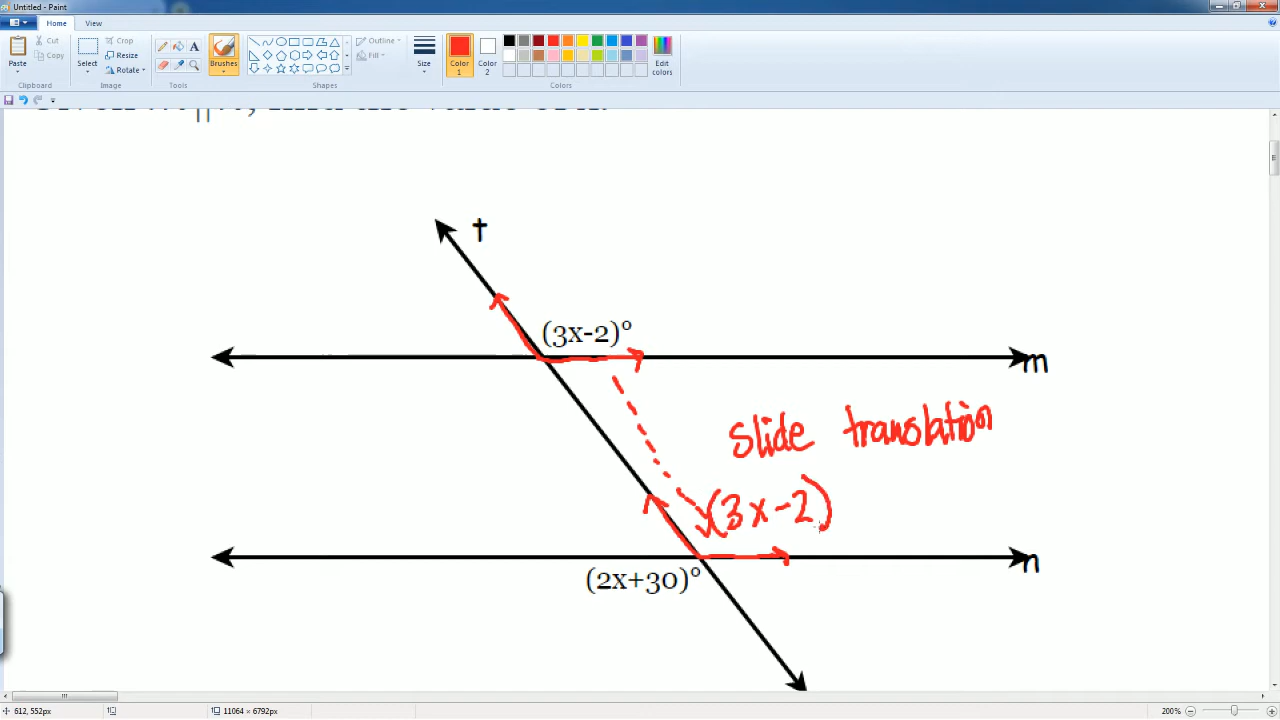 Untitled - Paint
Home View
Paste
Cut
Copy
Clipboard
Select
Crop
Resize
Rotate
Image
A
Tools
Brushes
Outline
Fill
Shapes
Size
Color 1
Color 2
Edit colors
Colors
t
(3x-2)°
m
slide translation
(3x-2)
n
(2x+30)°
612, 552px
11064 × 6792px
200%